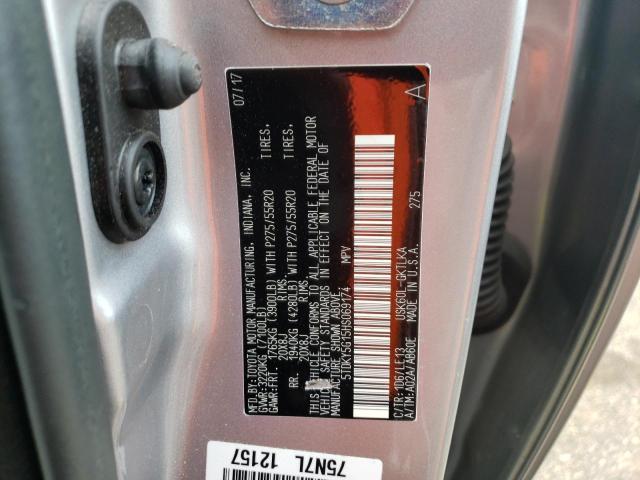 MFD.BY: TOYOTA MOTOR MANUFACTURING, INDIANA, INC. 07/17
GVWR: 3220KG (7100LB)
GAWR: FRT. 1765KG (3900LB) WITH P275/55R20 TIRES,
20X8J RIMS
RR. 1940KG (4280LB) WITH P275/55R20 TIRES,
20X8J RIMS
THIS VEHICLE CONFORMS TO ALL APPLICABLE FEDERAL MOTOR
VEHICLE SAFETY STANDARDS IN EFFECT ON THE DATE OF
MANUFACTURE SHOWN ABOVE.
5TDKY5G15HS069174 MPV
C/TR: 1D6/LE13 USK60L-GKTLKA 275 A
A/TM: A02A/AB60E MADE IN U.S.A.
75N7L 12157